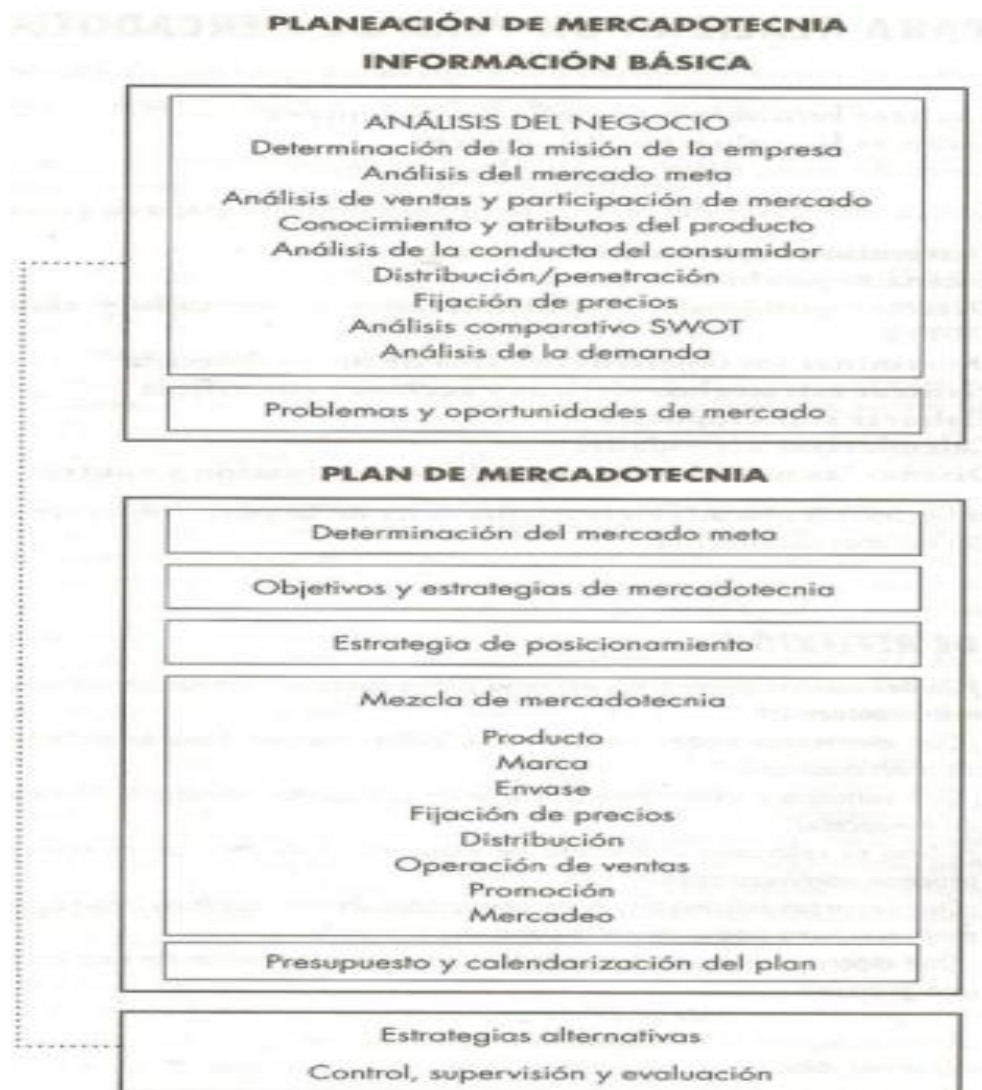 PLANEACIÓN DE MERCADOTECNIA
INFORMACIÓN BÁSICA
ANÁLISIS DEL NEGOCIO
Determinación de la misión de la empresa
Análisis del mercado meta
Análisis de ventas y participación de mercado
Conocimiento y atributos del producto
Análisis de la conducta del consumidor
Distribución/penetración
Fijación de precios
Análisis comparativo SWOT
Análisis de la demanda
Problemas y oportunidades de mercado
PLAN DE MERCADOTECNIA
Determinación del mercado meta
Objetivos y estrategias de mercadotecnia
Estrategia de posicionamiento
Mezcla de mercadotecnia
Producto
Marca
Envase
Fijación de precios
Distribución
Operación de ventas
Promoción
Mercadeo
Presupuesto y calendarización del plan
Estrategias alternativas
Control, supervisión y evaluación